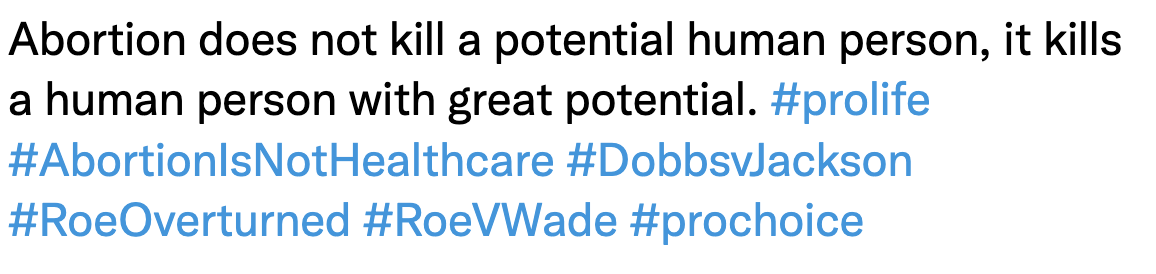 Abortion does not kill a potential human person, it kills
a human person with great potential. #prolife
#AbortionIsNotHealthcare #DobbsvJackson
#RoeOverturned #RoeVWade #prochoice